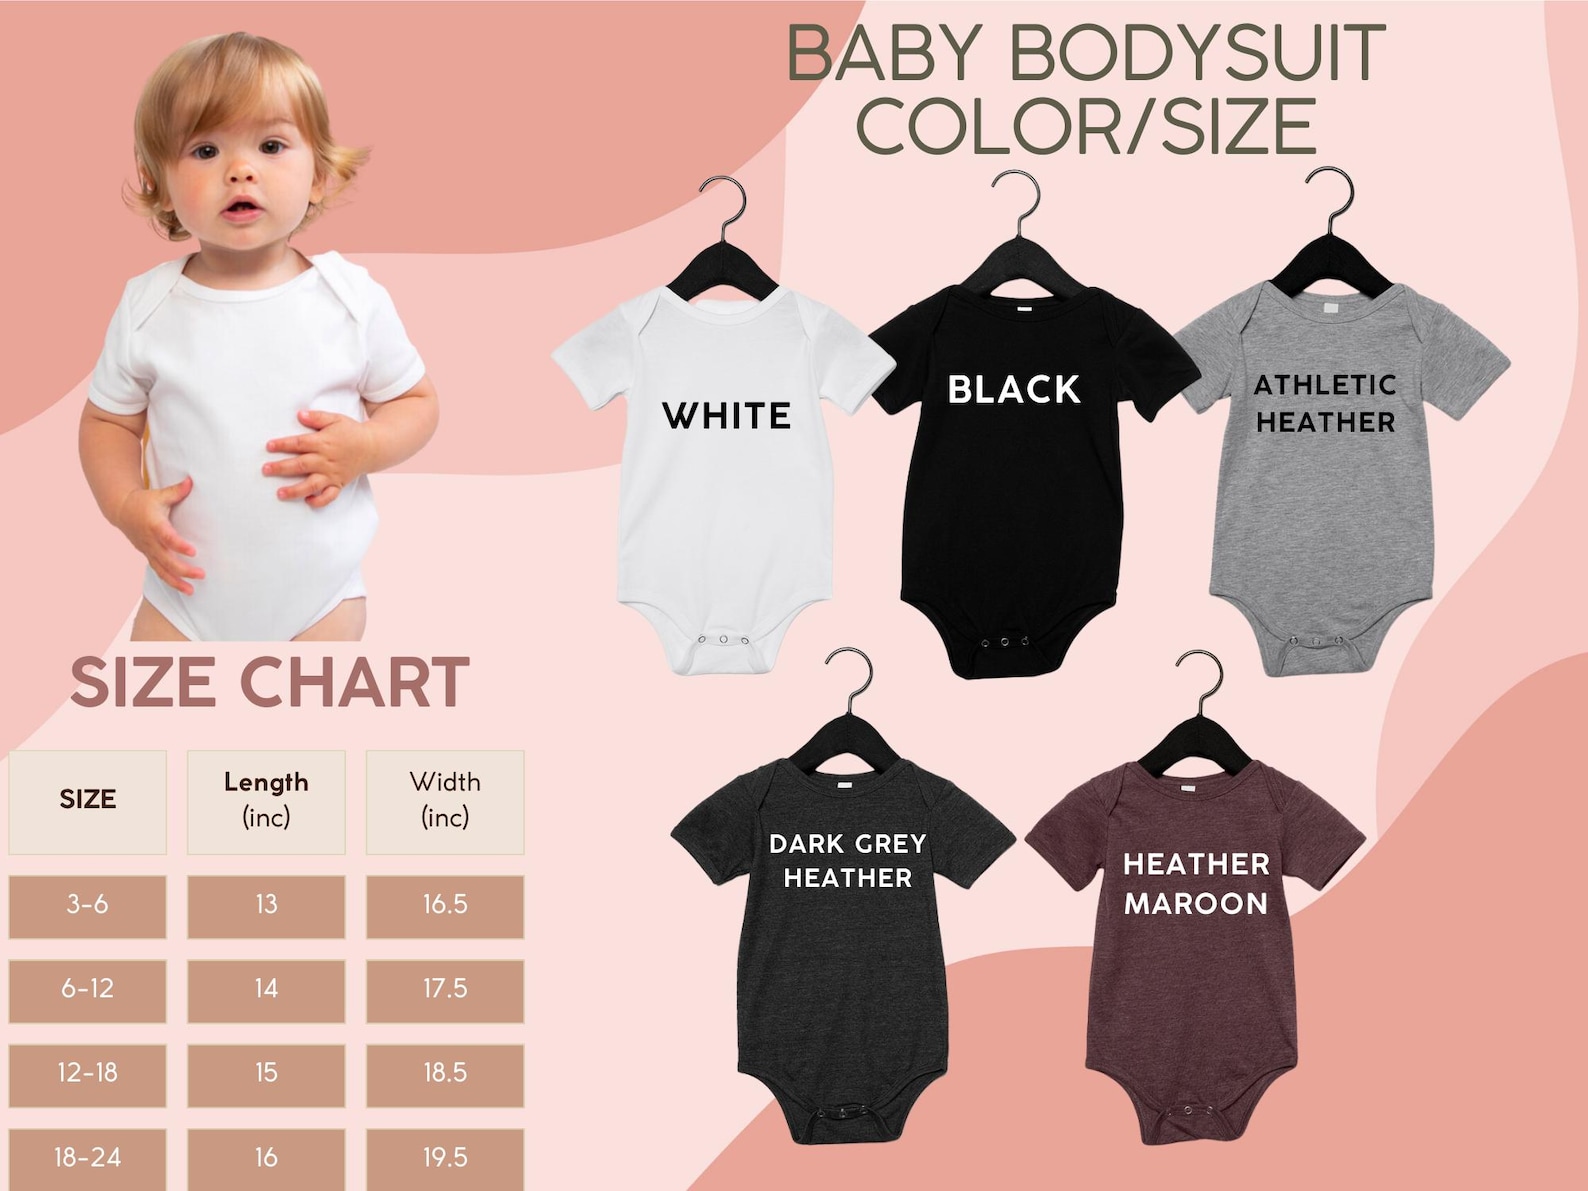 BABY BODYSUIT
COLOR/SIZE
WHITE
BLACK
ATHLETIC
HEATHER
DARK GREY
HEATHER
HEATHER
MAROON
SIZE CHART
SIZE Length (inc) Width (inc)
3-6 13 16.5
6-12 14 17.5
12-18 15 18.5
18-24 16 19.5